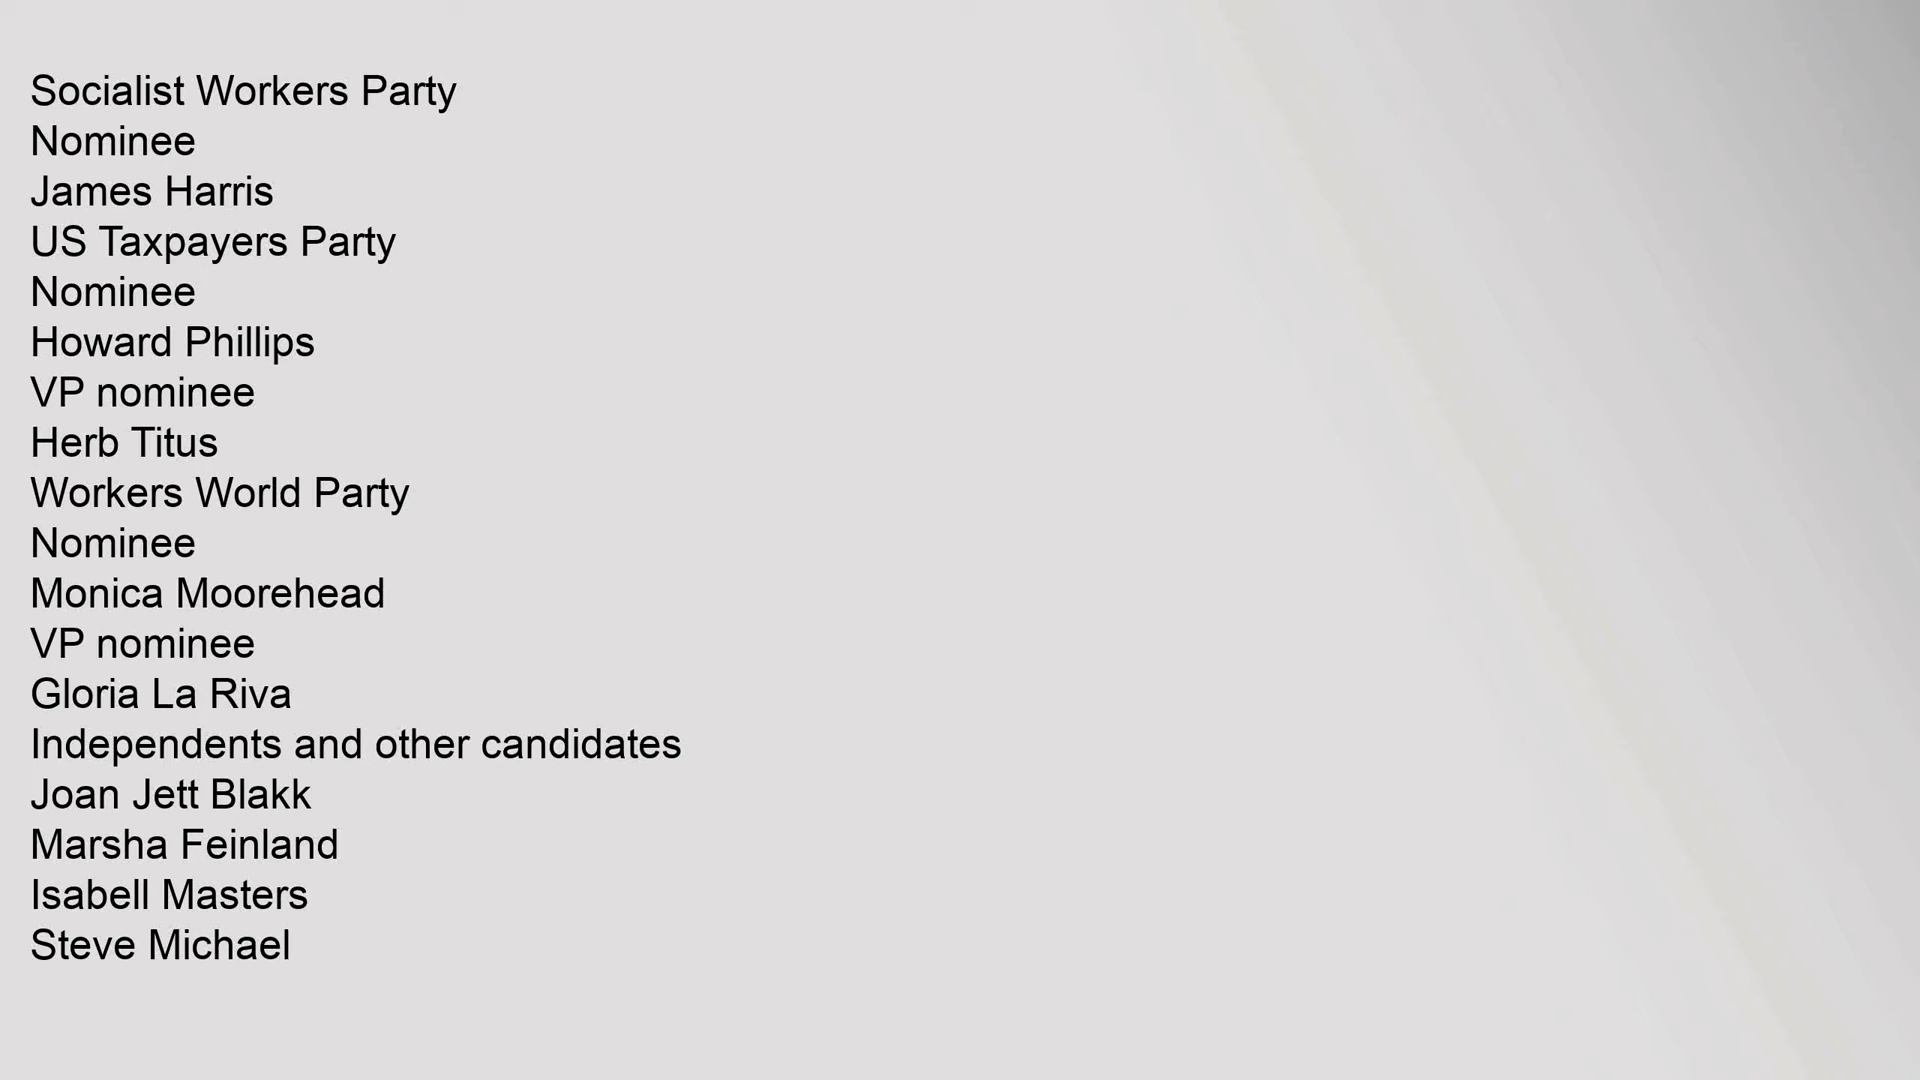 Socialist Workers Party
Nominee
James Harris
US Taxpayers Party
Nominee
Howard Phillips
VP nominee
Herb Titus
Workers World Party
Nominee
Monica Moorehead
VP nominee
Gloria La Riva
Independents and other candidates
Joan Jett Blakk
Marsha Feinland
Isabell Masters
Steve Michael